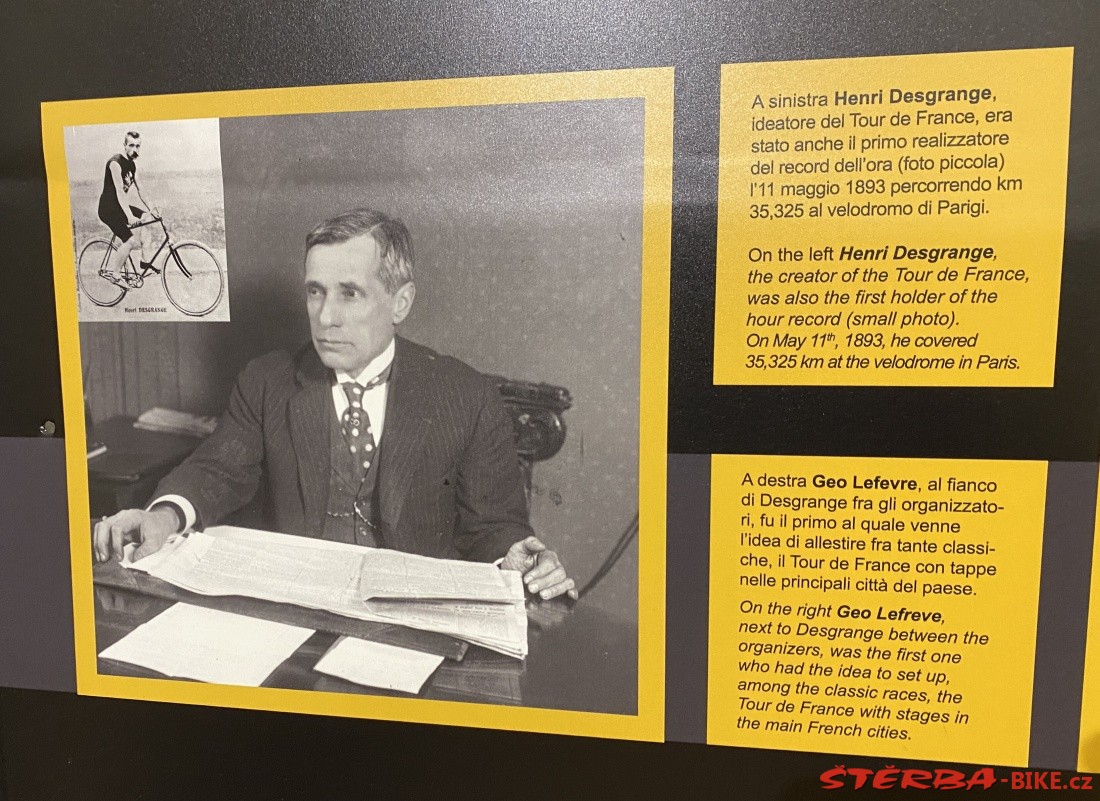 Henri DESGRANGE
A sinistra Henri Desgrange,
ideatore del Tour de France, era
stato anche il primo realizzatore
del record dell'ora (foto piccola)
l'11 maggio 1893 percorrendo km
35,325 al velodromo di Parigi.
On the left Henri Desgrange,
the creator of the Tour de France,
was also the first holder of the
hour record (small photo).
On May 11th, 1893, he covered
35,325 km at the velodrome in Paris.
A destra Geo Lefevre, al fianco
di Desgrange fra gli organizzato-
ri, fu il primo al quale venne
l'idea di allestire fra tante classi-
che, il Tour de France con tappe
nelle principali città del paese.
On the right Geo Lefreve,
next to Desgrange between the
organizers, was the first one
who had the idea to set up,
among the classic races, the
Tour de France with stages in
the main French cities.
ŠTĚRBA-BIKE.cz